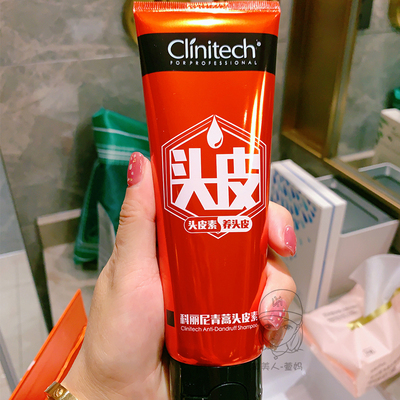 Clinitech®
FOR PROFESSIONAL
头皮
头皮素 养头皮
科丽尼青蒿头皮素
Clinitech Anti-Dandruff Shampoo